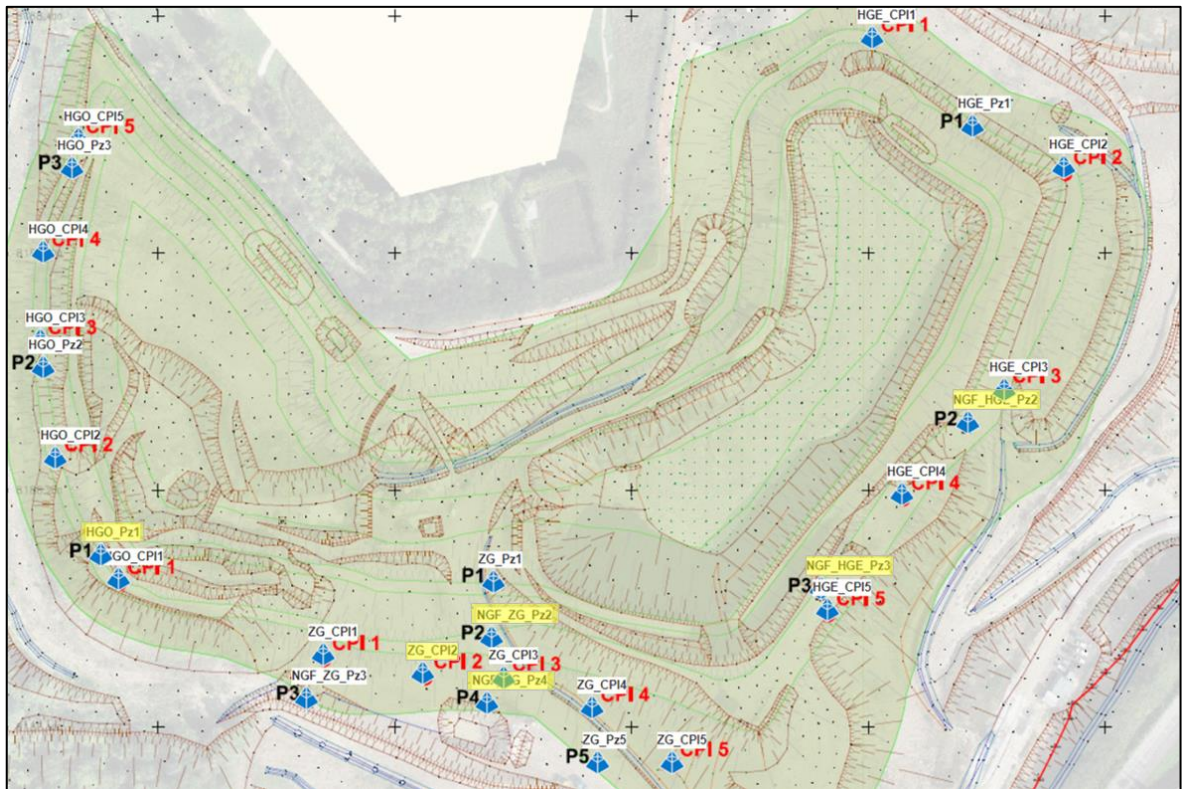 HGE_CPI1
CPI 1
HGE_Pz1
P1
HGE_CPI2
CPI 2
HGO_CPI5
CPI 5
HGO_Pz3
P3
HGO_CPI4
CPI 4
HGO_CPI3
CPI 3
HGO_Pz2
P2
HGE_CPI3
CPI 3
NGF_HGE_Pz2
P2
HGO_CPI2
CPI 2
HGE_CPI4
CPI 4
HGO_Pz1
P1
CPI 1
ZG_Pz1
P1
NGF_HGE_Pz3
P3
HGE_CPI5
CPI 5
NGF_ZG_Pz2
P2
ZG_CPI1
CPI 1
ZG_CPI2
CPI 2
ZG_CPI3
CPI 3
NGF_ZG_Pz3
P3
P4
ZG_CPI4
CPI 4
ZG_Pz5
P5
ZG_CPI5
CPI 5